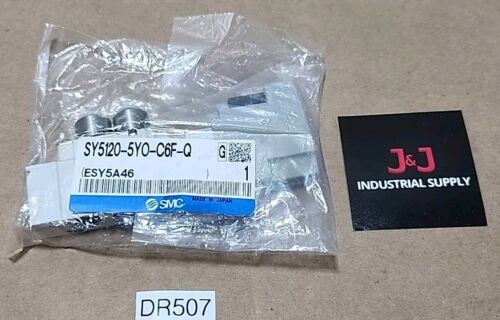 SY5120-5YO-C6F-Q G
(ESY5A46 ) 1
SMC MADE IN JAPAN
J&J
INDUSTRIAL SUPPLY
DR507